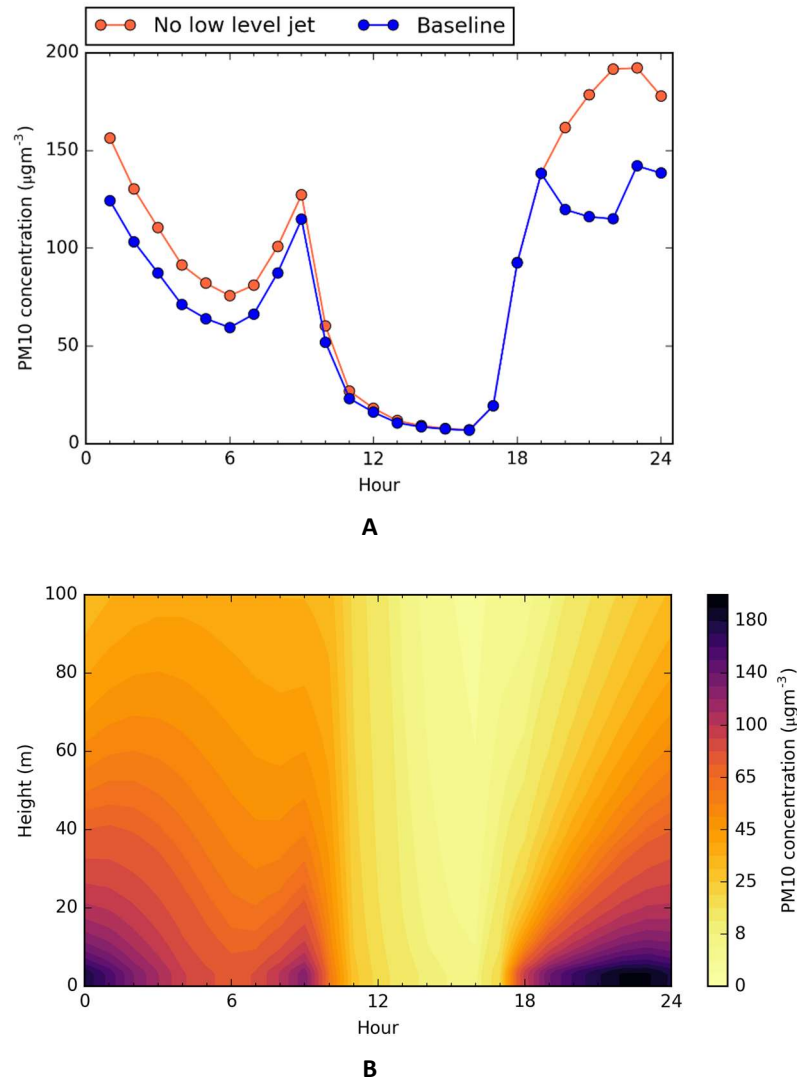 No low level jet Baseline
200
150
100
50
0
PM10 concentration (µgm⁻³)
0 6 12 18 24
Hour
A
100
80
60
40
20
0
Height (m)
0 6 12 18 24
Hour
180
140
100
65
45
25
8
0
PM10 concentration (µgm⁻³)
B